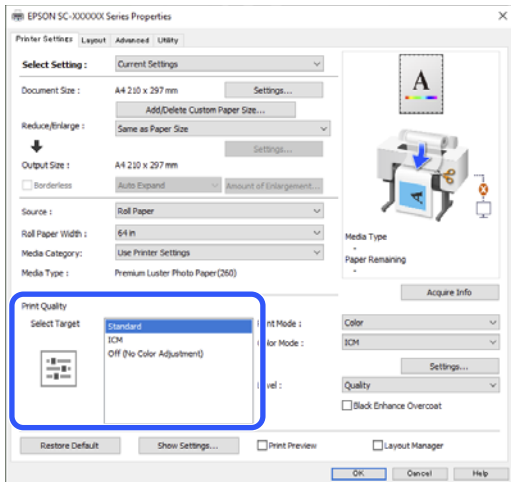 EPSON SC-XXXXXX Series Properties
Printer Settings Layout Advanced Utility
Select Setting : Current Settings
Document Size : A4 210 x 297 mm Settings...
Add/Delete Custom Paper Size...
Reduce/Enlarge : Same as Paper Size
Settings...
Output Size : A4 210 x 297 mm
Borderless Auto Expand Amount of Enlargement...
Source : Roll Paper
Roll Paper Width : 64 in
Media Category: Use Printer Settings
Media Type : Premium Luster Photo Paper(260)
A
A
Media Type
-
Paper Remaining
-
Acquire Info
Print Quality
Select Target Standard
ICM
Off (No Color Adjustment)
nt Mode : Color
lor Mode : ICM
Settings...
vel : Quality
Black Enhance Overcoat
Restore Default Show Settings... Print Preview Layout Manager
OK Cancel Help